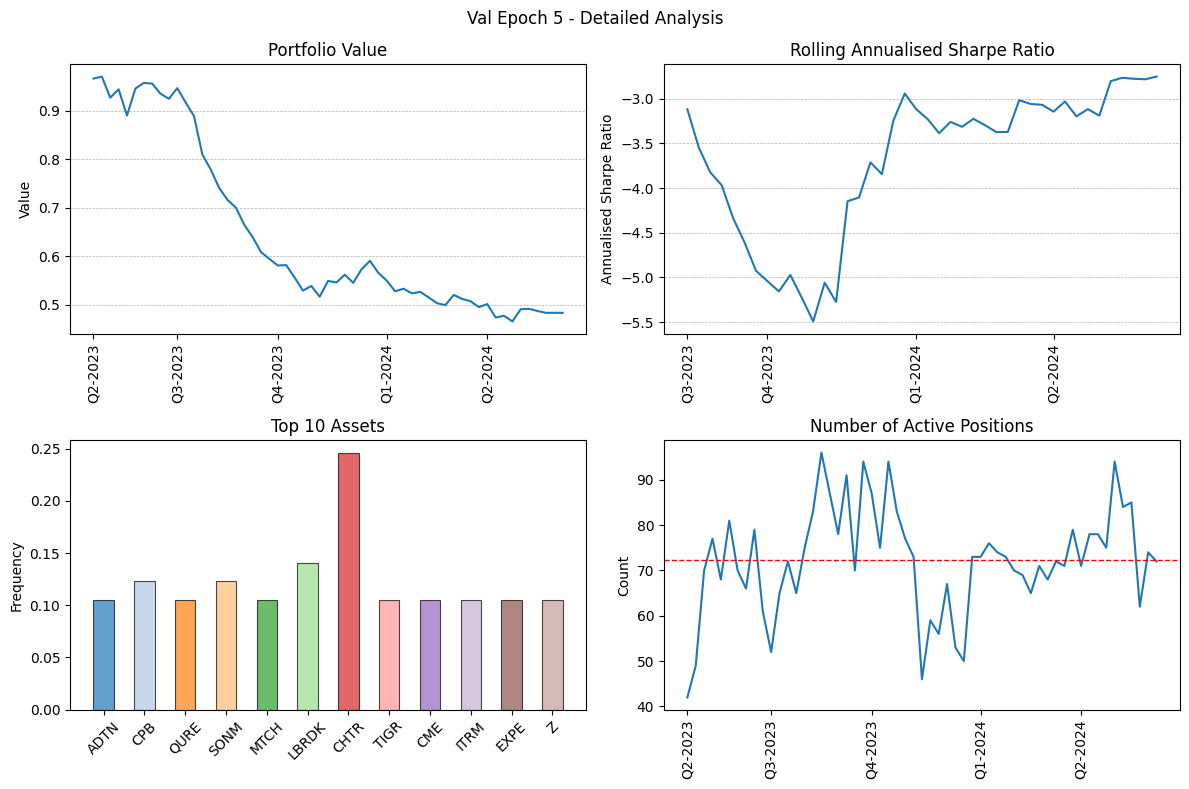 Val Epoch 5 - Detailed Analysis
Portfolio Value
Value
0.9
0.8
0.7
0.6
0.5
Q2-2023
Q3-2023
Q4-2023
Q1-2024
Q2-2024
Rolling Annualised Sharpe Ratio
Annualised Sharpe Ratio
−3.0
−3.5
−4.0
−4.5
−5.0
−5.5
Q3-2023
Q4-2023
Q1-2024
Q2-2024
Top 10 Assets
Frequency
0.25
0.20
0.15
0.10
0.05
0.00
ADTN
CPB
QURE
SONM
MTCH
LBRDK
CHTR
TIGR
CME
ITRM
EXPE
Z
Number of Active Positions
Count
90
80
70
60
50
40
Q2-2023
Q3-2023
Q4-2023
Q1-2024
Q2-2024